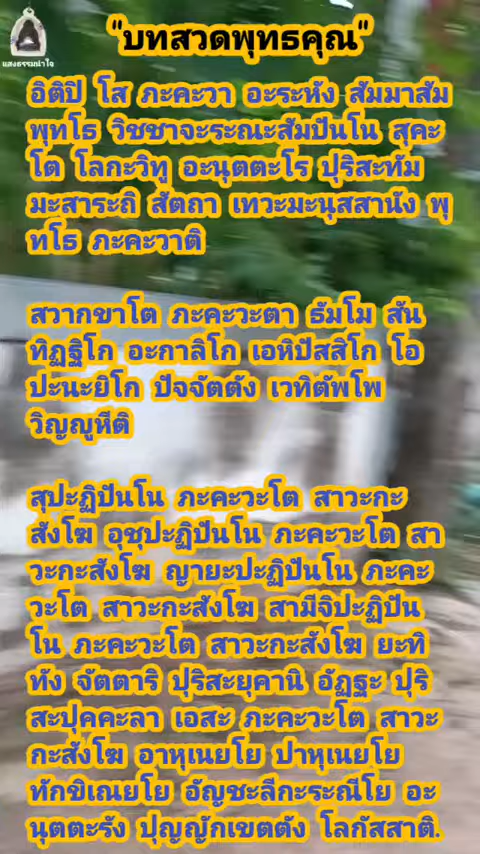 แสงธรรมนำใจ
"บทสวดพุทธคุณ"
อิติปิ โส ภะคะวา อะระหัง สัมมาสัม
พุทโธ วิชชาจะระณะสัมปันโน สุคะ
โต โลกะวิทู อะนุตตะโร ปุริสะทัม
มะสาระถิ สัตถา เทวะมะนุสสานัง พุ
ทโธ ภะคะวาติ
สวากขาโต ภะคะวะตา ธัมโม สัน
ทิฏฐิโก อะกาลิโก เอหิปัสสิโก โอ
ปะนะยิโก ปัจจัตตัง เวทิตัพโพ
วิญญูหีติ
สุปะฏิปันโน ภะคะวะโต สาวะกะ
สังโฆ อุชุปะฏิปันโน ภะคะวะโต สา
วะกะสังโฆ ญายะปะฏิปันโน ภะคะ
วะโต สาวะกะสังโฆ สามีจิปะฏิปัน
โน ภะคะวะโต สาวะกะสังโฆ ยะทิ
ทัง จัตตาริ ปุริสะยุคานิ อัฏฐะ ปุริ
สะปุคคะลา เอสะ ภะคะวะโต สาวะ
กะสังโฆ อาหุเนยโย ปาหุเนยโย
ทักขิเณยโย อัญชะลีกะระณีโย อะ
นุตตะรัง ปุญญักเขตตัง โลกัสสาติ.